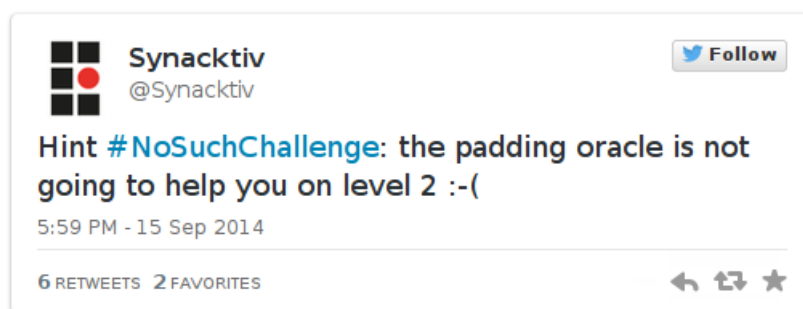 Synacktiv
Follow
@Synacktiv
Hint #NoSuchChallenge: the padding oracle is not
going to help you on level 2 :-(
5:59 PM - 15 Sep 2014
6 RETWEETS 2 FAVORITES